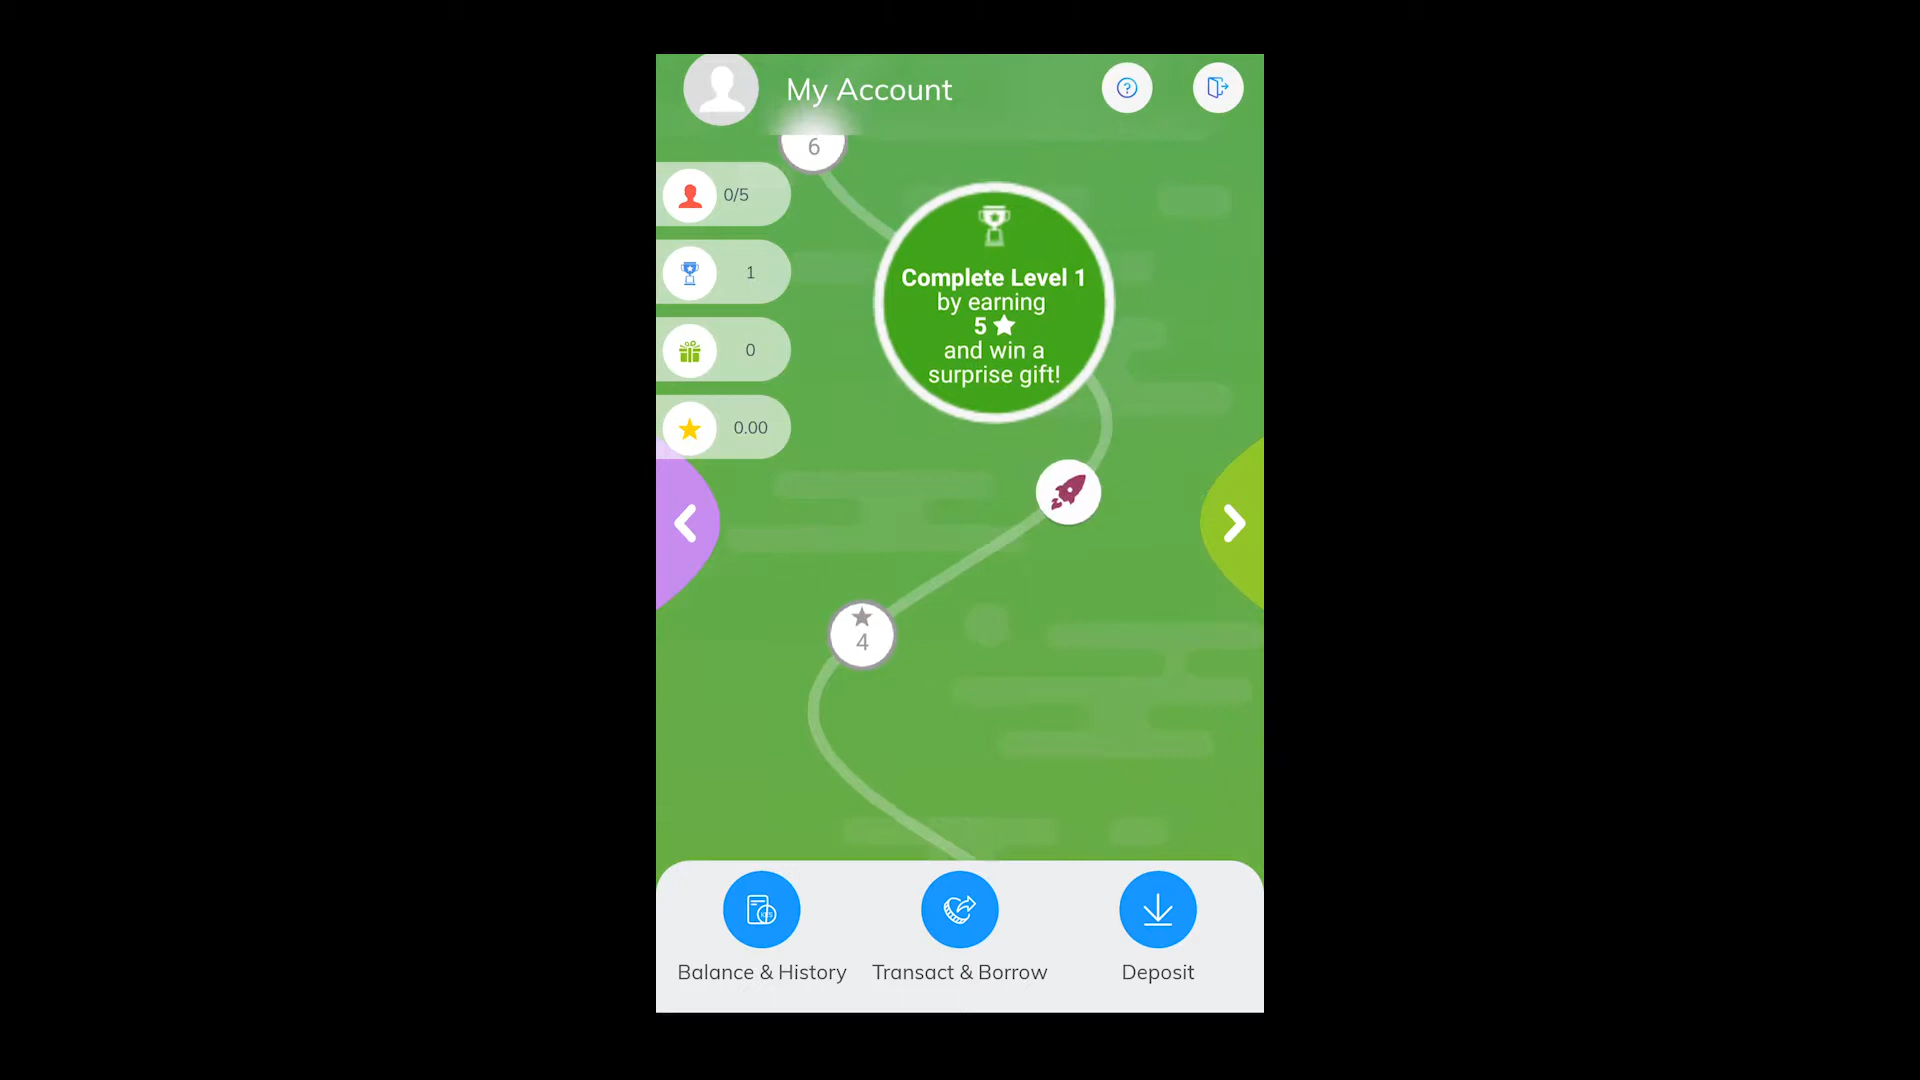 My Account
6
0/5
1
0
0.00
Complete Level 1
by earning
5
and win a
surprise gift!
4
Balance & History
Transact & Borrow
Deposit